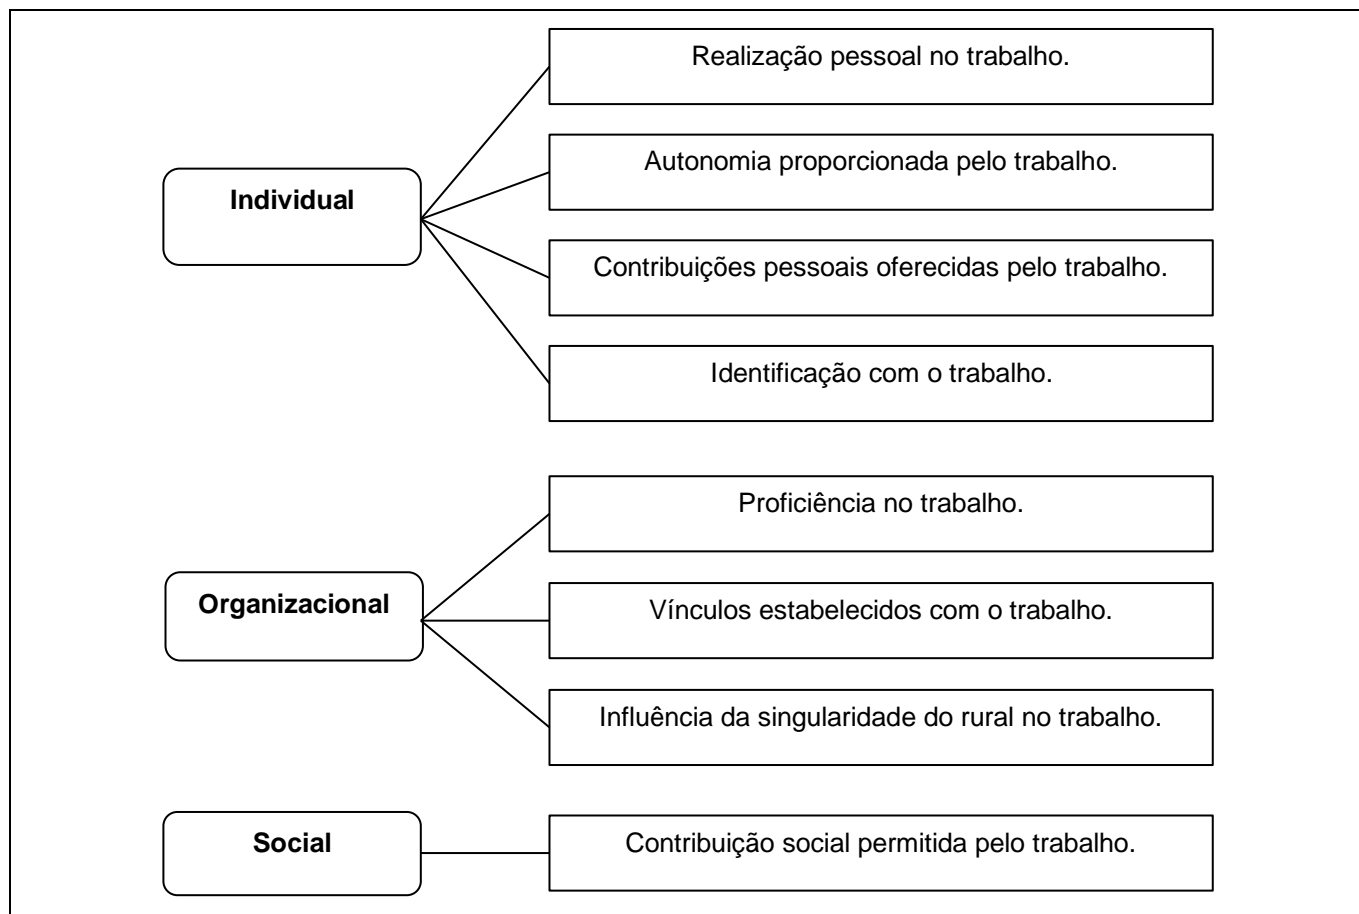 Individual
Realização pessoal no trabalho.
Autonomia proporcionada pelo trabalho.
Contribuições pessoais oferecidas pelo trabalho.
Identificação com o trabalho.
Organizacional
Proficiência no trabalho.
Vínculos estabelecidos com o trabalho.
Influência da singularidade do rural no trabalho.
Social
Contribuição social permitida pelo trabalho.